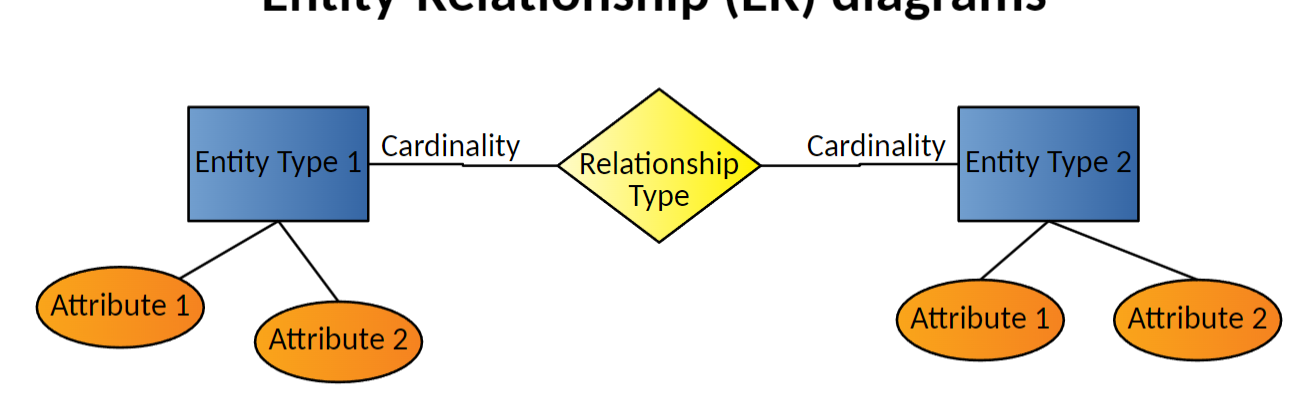 Entity-Relationship (ER) diagrams
Entity Type 1
Cardinality
Relationship
Type
Cardinality
Entity Type 2
Attribute 1
Attribute 2
Attribute 1
Attribute 2